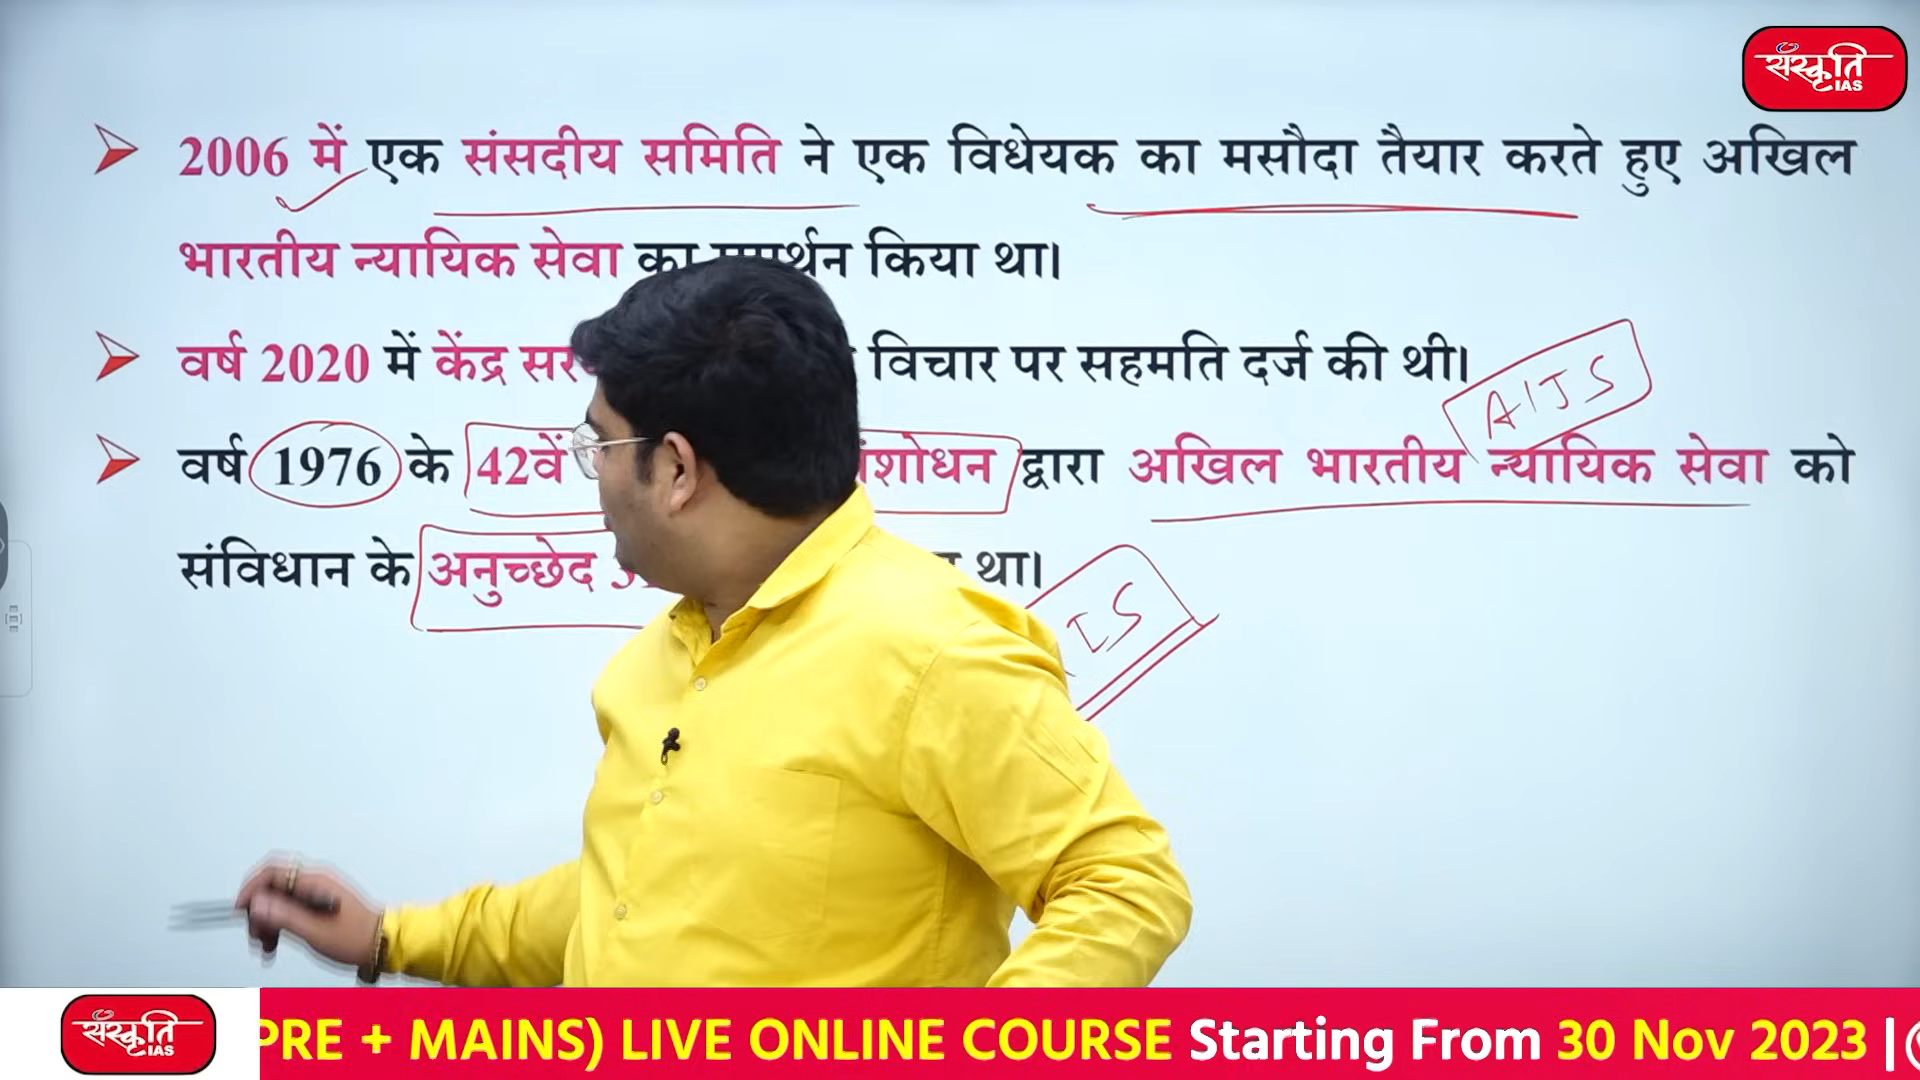 संस्कृति
IAS
2006 में एक संसदीय समिति ने एक विधेयक का मसौदा तैयार करते हुए अखिल
भारतीय न्यायिक सेवा का किया था।
वर्ष 2020 में केंद्र विचार पर सहमति दर्ज की थी।
AIJS
वर्ष 1976 के 42वें द्वारा अखिल भारतीय न्यायिक सेवा को
संविधान के अनुच्छेद था।
IS
संस्कृति
IAS
PRE + MAINS) LIVE ONLINE COURSE Starting From 30 Nov 2023 |